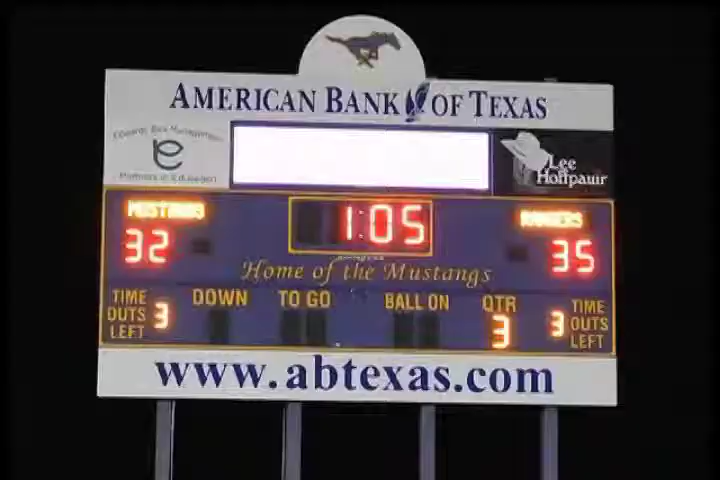 AMERICAN BANK OF TEXAS
Lee
Hoffpauir
MUSTANGS
1:05
RANGERS
32
35
Home of the Mustangs
TIME
OUTS
LEFT
3
DOWN
TO GO
BALL ON
QTR
3
3
TIME
OUTS
LEFT
www.abtexas.com